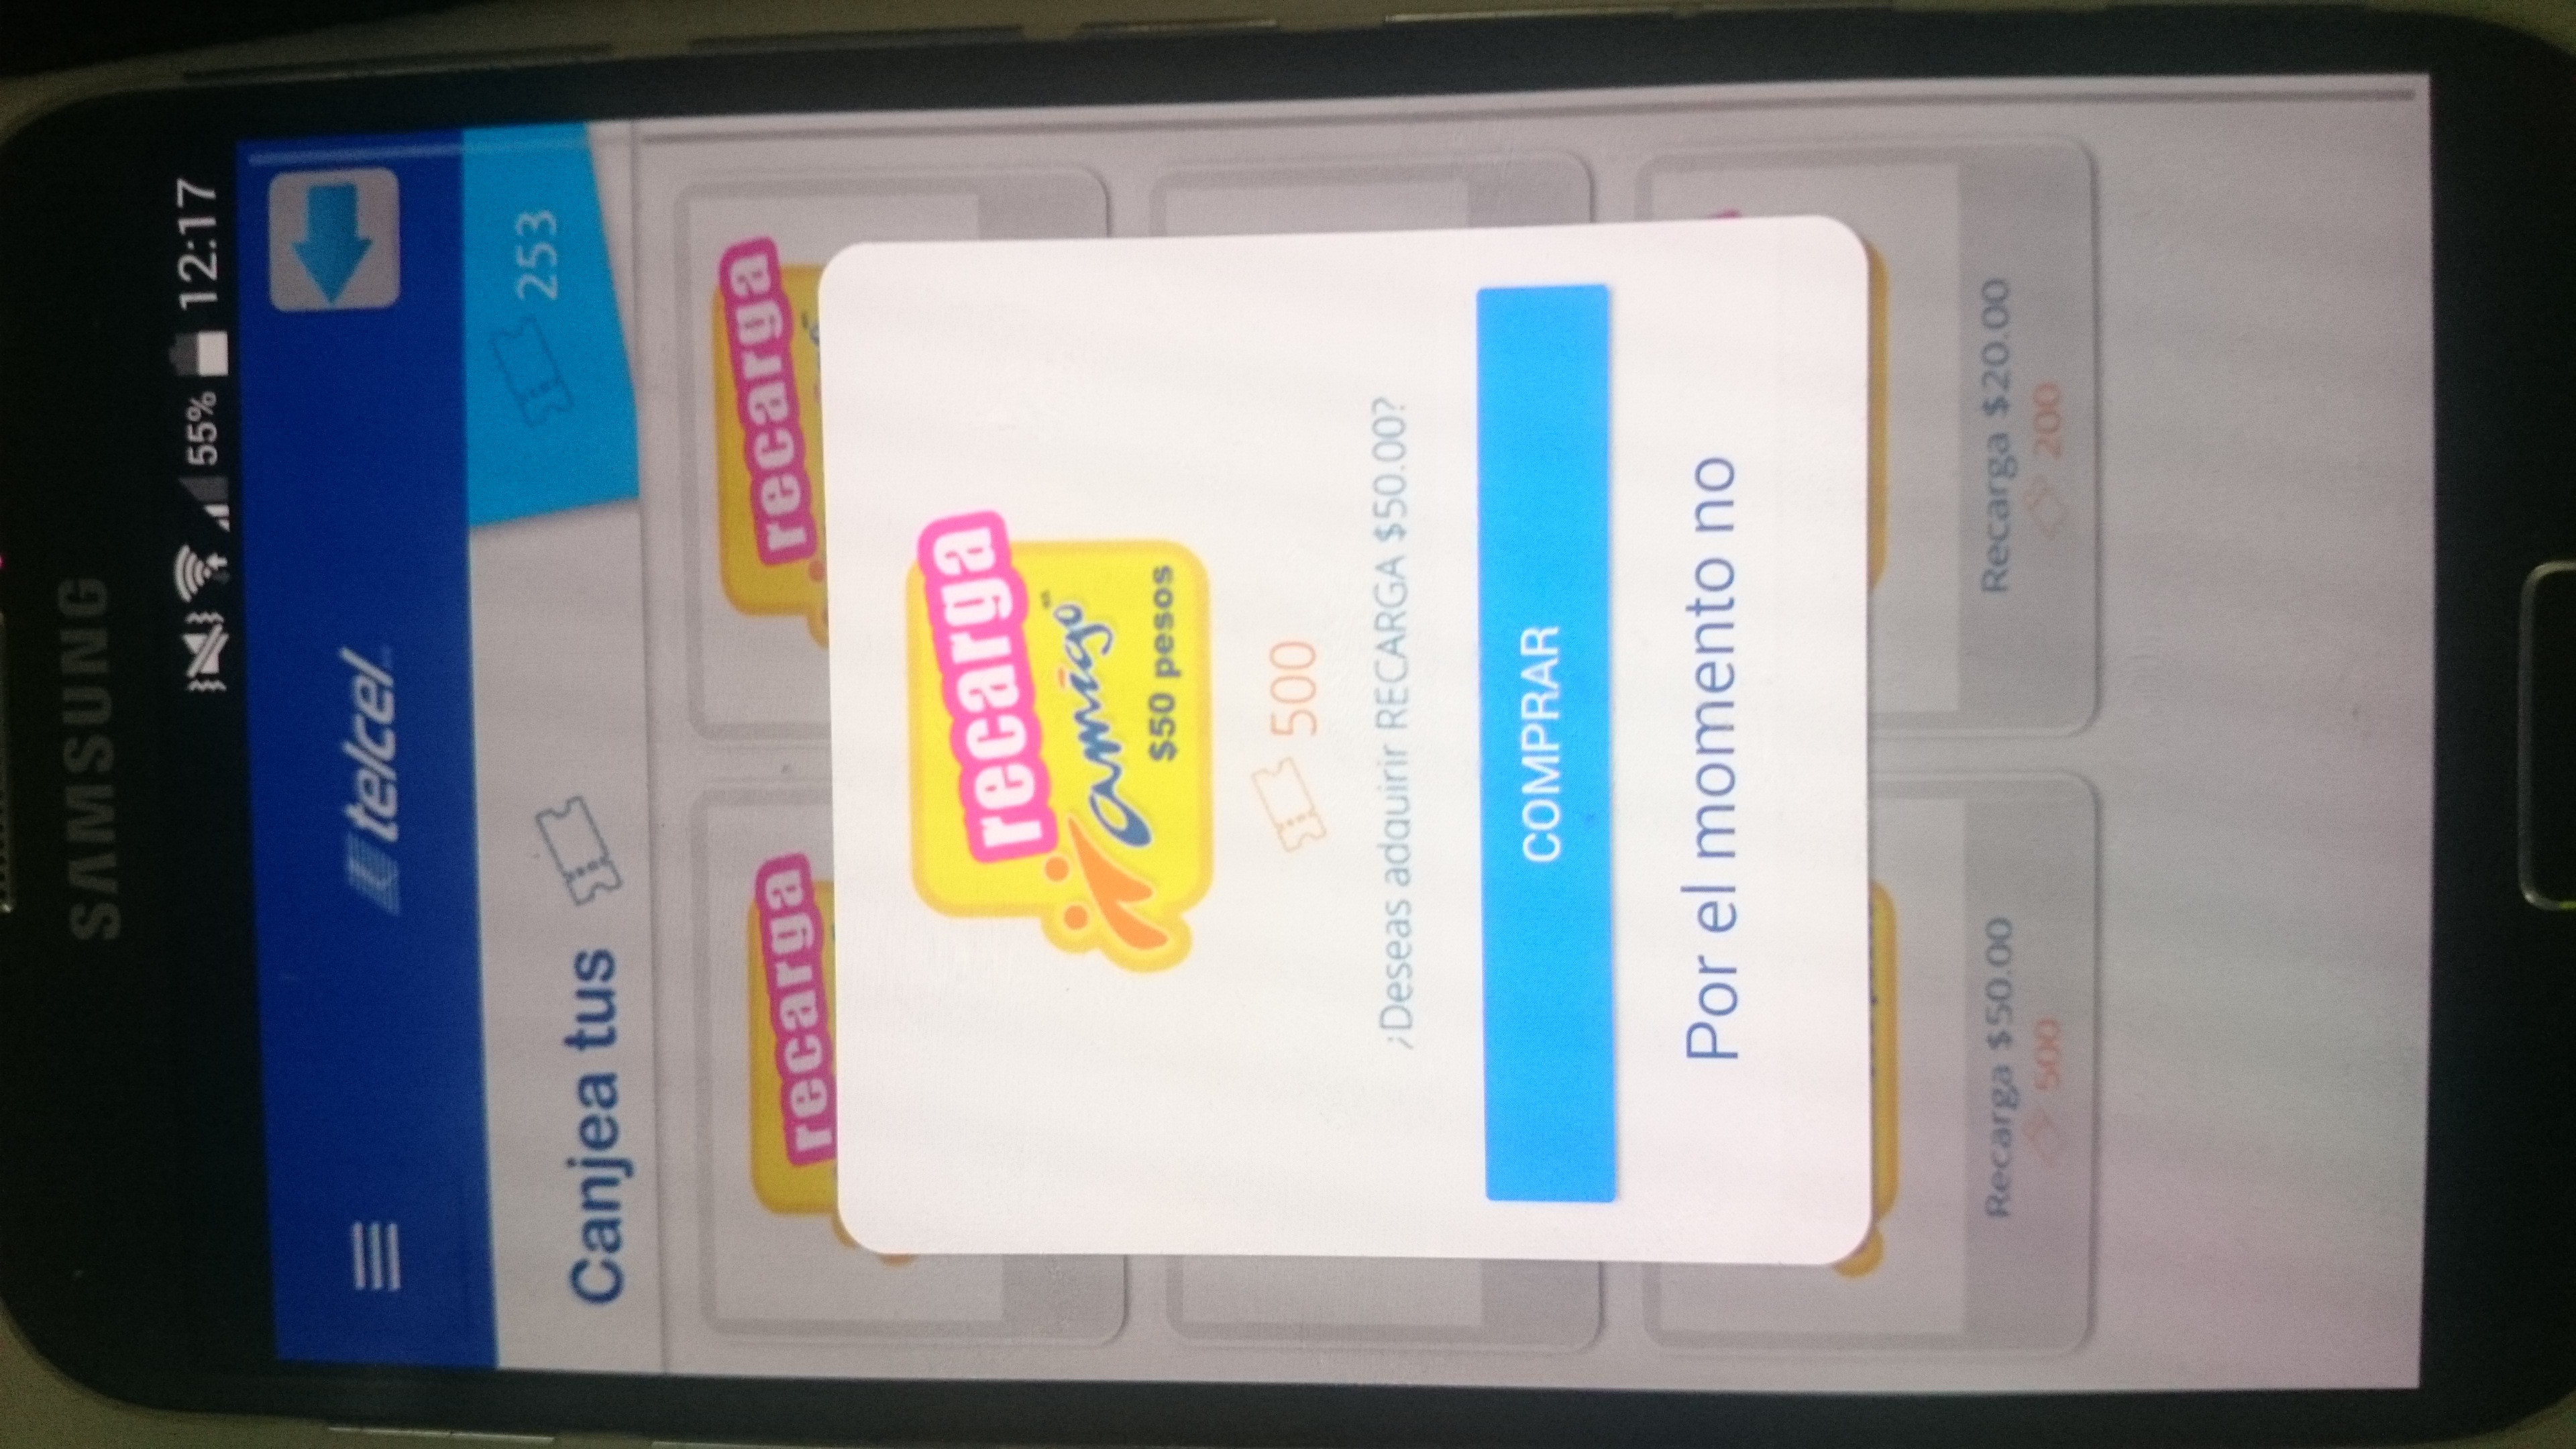 SAMSUNG
55% 12:17
telcel
Canjea tus
253
recarga
recarga
recarga
amigo
$50 pesos
500
¿Deseas adquirir RECARGA $50.00?
COMPRAR
Por el momento no
Recarga $50.00
500
Recarga $20.00
200